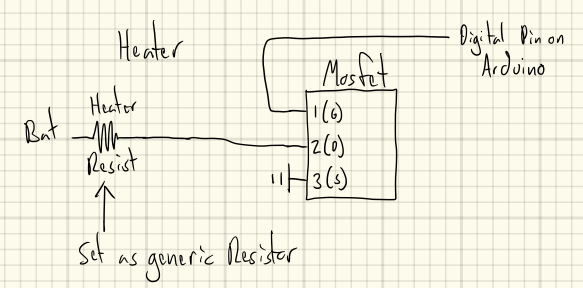 Heater
Digital Pin on
Arduino
Mosfet
Heater
Bat
Resist
1(G)
2(D)
3(S)
Set as generic Resistor